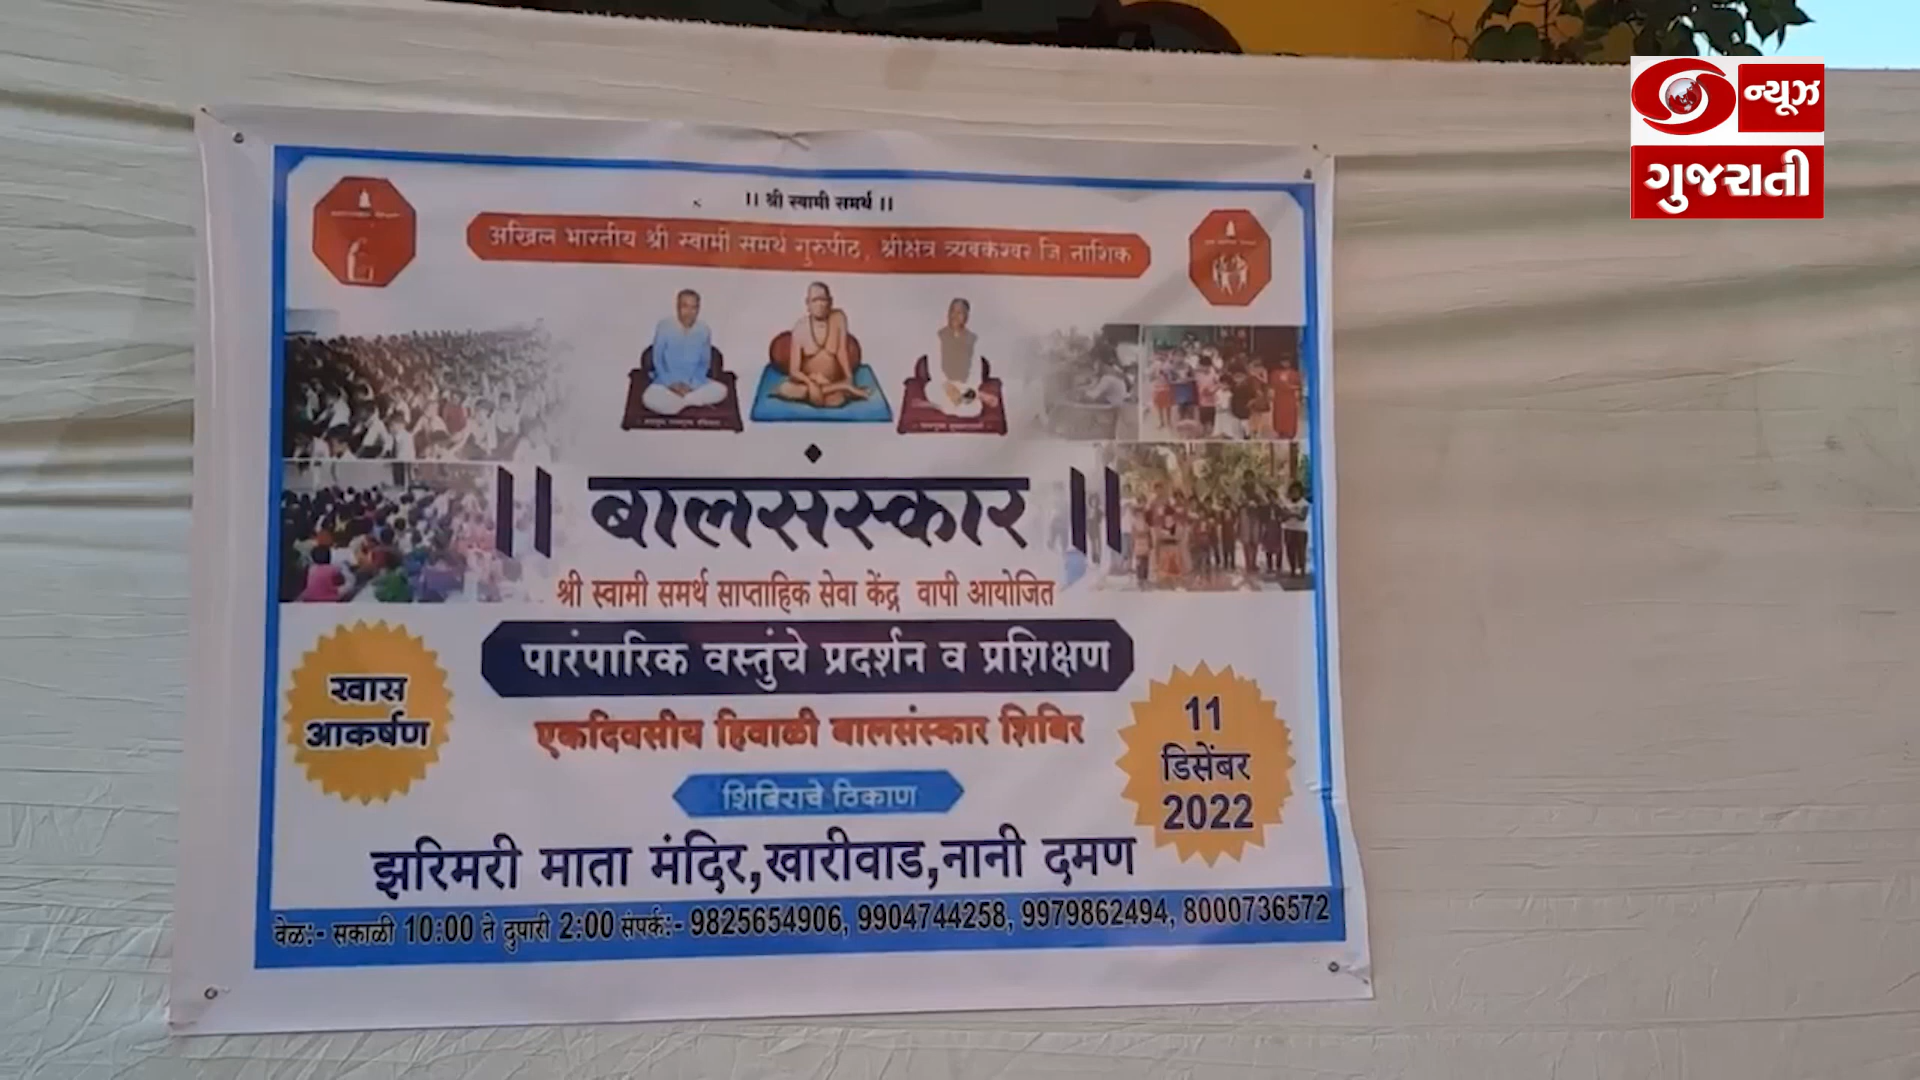 ।। श्री स्वामी समर्थ ।।
अखिल भारतीय श्री स्वामी समर्थ गुरुपीठ, श्रीक्षेत्र त्र्यंबकेश्वर जि नाशिक
।। बालसंस्कार ।।
श्री स्वामी समर्थ साप्ताहिक सेवा केंद्र वापी आयोजित
पारंपारिक वस्तुंचे प्रदर्शन व प्रशिक्षण
खास
आकर्षण
एकदिवसीय हिवाळी बालसंस्कार शिबिर
11
डिसेंबर
2022
शिबिराचे ठिकाण
झरिमरी माता मंदिर,खारीवाड,नानी दमण
वेळ:- सकाळी 10:00 ते दुपारी 2:00 संपर्क:- 9825654906, 9904744258, 9979862494, 8000736572
ન્યૂઝ
ગુજરાતી